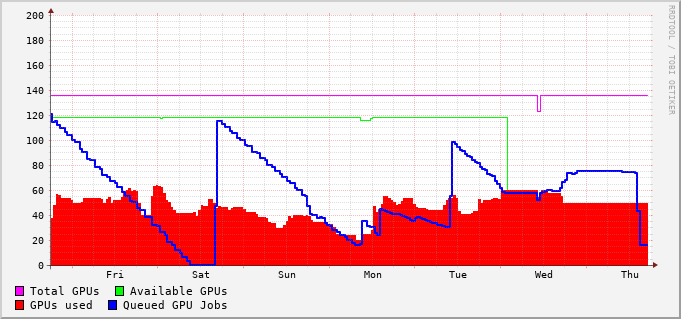 200
180
160
140
120
100
80
60
40
20
0
Fri Sat Sun Mon Tue Wed Thu
Total GPUs Available GPUs
GPUs used Queued GPU Jobs
RRDTOOL / TOBI OETIKER